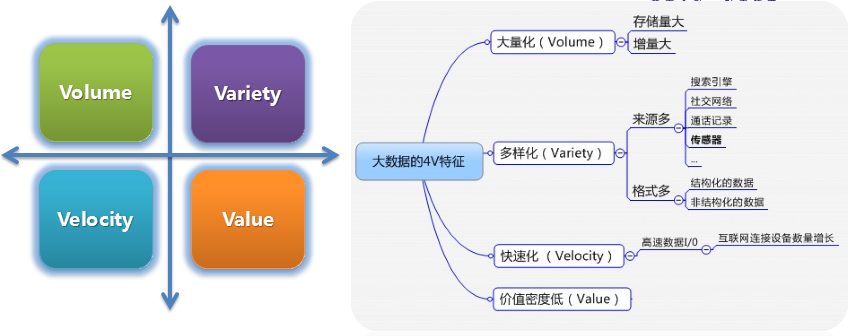 Volume
Variety
Velocity
Value
大数据的4V特征
大量化（Volume）
存储量大
增量大
多样化（Variety）
来源多
搜索引擎
社交网络
通话记录
传感器
...
格式多
结构化的数据
非结构化的数据
快速化 （Velocity）
高速数据I/0
互联网连接设备数量增长
价值密度低（Value）